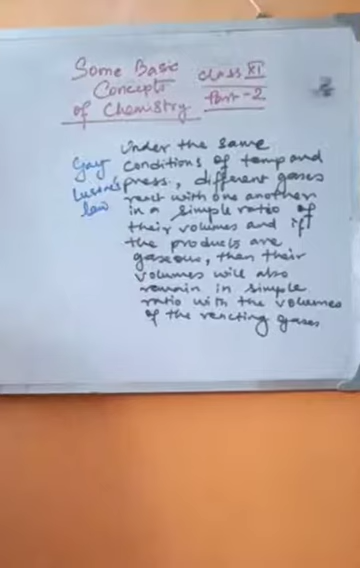 Some Basic Class XI
Concepts Part-2
of Chemistry
Gay Lussac's law
Under the same
conditions of temp and
press., different gases
react with one another
in a simple ratio of
their volumes and if
the products are
gaseous, then their
volumes will also
remain in simple
ratio with the volumes
of the reacting gases